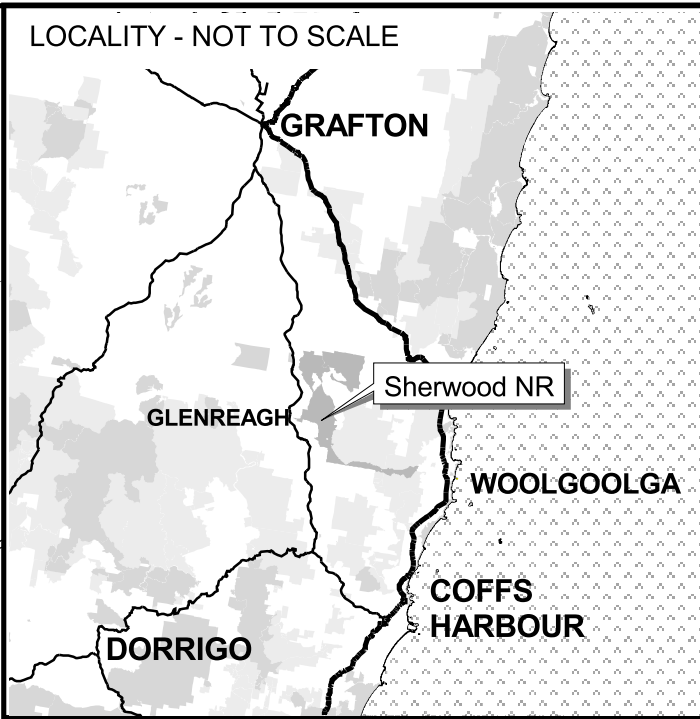 LOCALITY - NOT TO SCALE
GRAFTON
Sherwood NR
GLENREAGH
WOOLGOOLGA
COFFS
HARBOUR
DORRIGO